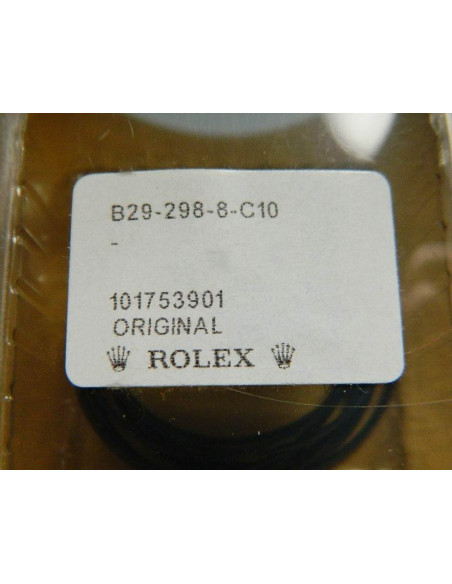 B29-298-8-C10
-
101753901
ORIGINAL
ROLEX